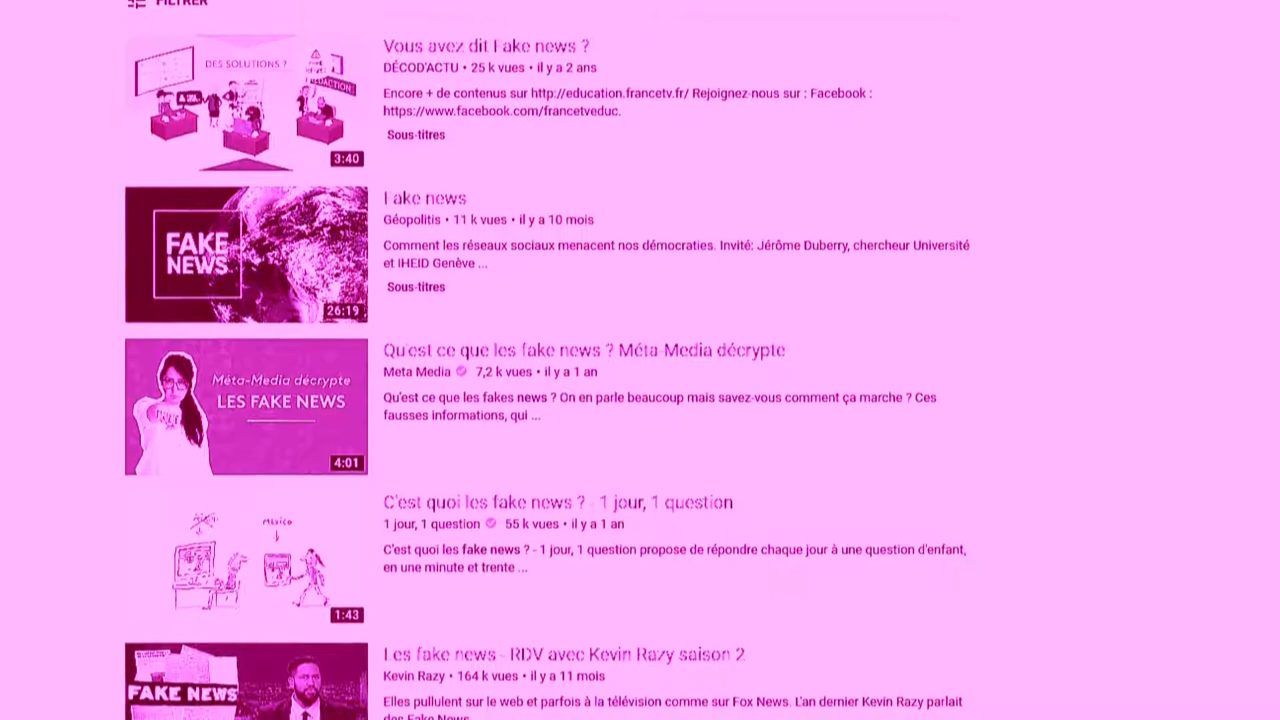 FILTRER
DES SOLUTIONS ?
RÉDACTION
3:40
Vous avez dit Fake news ?
DÉCOD'ACTU • 25 k vues • il y a 2 ans
Encore + de contenus sur http://education.francetv.fr/ Rejoignez-nous sur : Facebook :
https://www.facebook.com/francetveduc.
Sous-titres
FAKE
NEWS
26:19
Fake news
Géopolitis • 11 k vues • il y a 10 mois
Comment les réseaux sociaux menacent nos démocraties. Invité: Jérôme Duberry, chercheur Université
et IHEID Genève ...
Sous-titres
Méta-Media décrypte
LES FAKE NEWS
4:01
Qu'est ce que les fake news ? Méta-Media décrypte
Meta Media 7,2 k vues • il y a 1 an
Qu'est ce que les fakes news ? On en parle beaucoup mais savez-vous comment ça marche ? Ces
fausses informations, qui ...
MEXICO
1:43
C'est quoi les fake news ? - 1 jour, 1 question
1 jour, 1 question 55 k vues • il y a 1 an
C'est quoi les fake news ? - 1 jour, 1 question propose de répondre chaque jour à une question d'enfant,
en une minute et trente ...
FAKE NEWS
Les fake news - RDV avec Kevin Razy saison 2
Kevin Razy • 164 k vues • il y a 11 mois
Elles pullulent sur le web et parfois à la télévision comme sur Fox News. L'an dernier Kevin Razy parlait
des Fake News